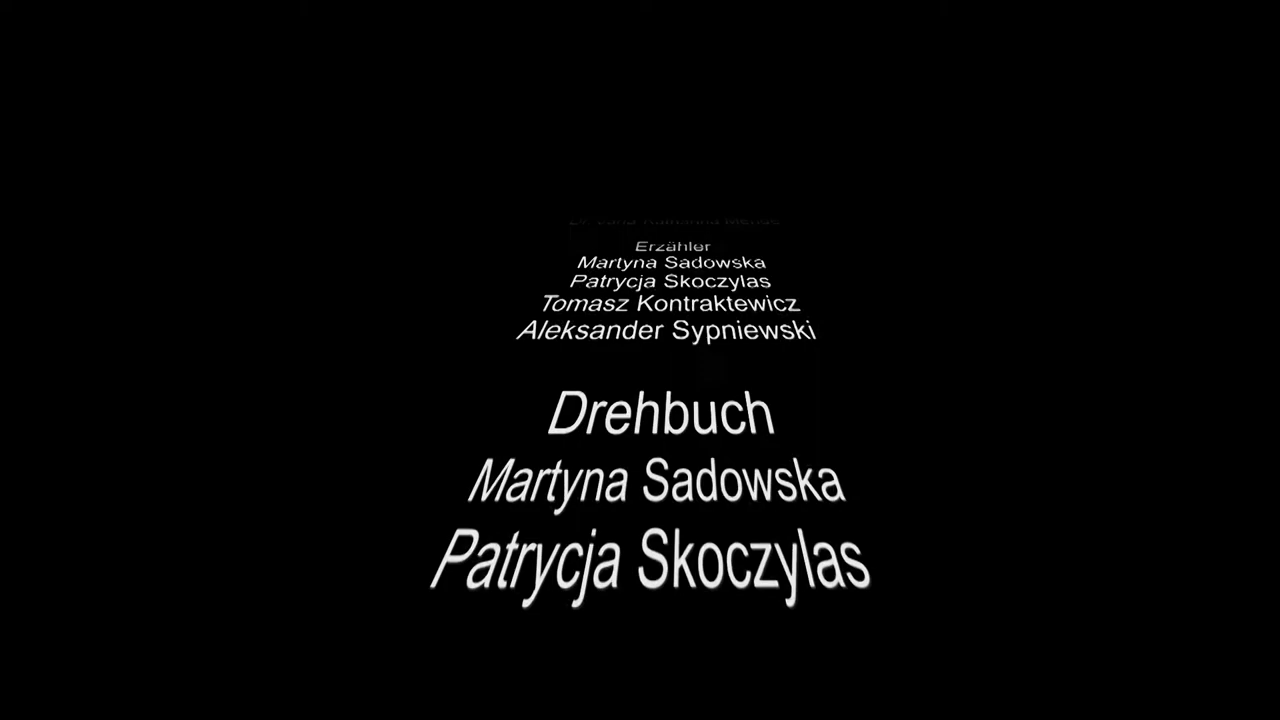 Erzähler
Martyna Sadowska
Patrycja Skoczylas
Tomasz Kontraktewicz
Aleksander Sypniewski
Drehbuch
Martyna Sadowska
Patrycja Skoczylas